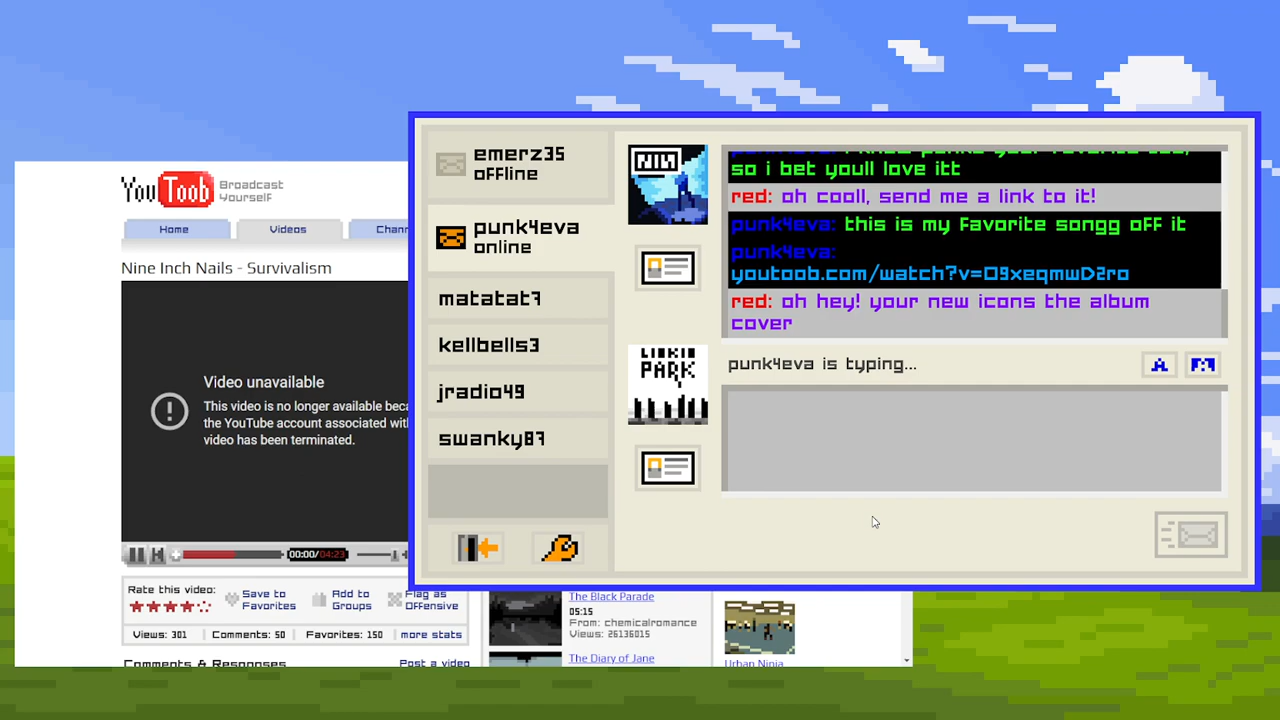 YouToob Broadcast Yourself
Home Videos Chann
Nine Inch Nails - Survivalism
Video unavailable
This video is no longer available beca
the YouTube account associated with
video has been terminated.
00:00/04:23
Rate this video:
Save to Favorites
Add to Groups
Flag as Offensive
Views: 301 Comments: 50 Favorites: 150 more stats
Comments & Responses Post a video
The Black Parade
05:15
From: chemicalromance
Views: 26136015
The Diary of Jane
Urban Ninja
emerz35
offline
punk4eva
online
matatat7
kellbells3
jradio49
swanky87
NIN
LINKIN
PARK
so i bet youll love itt
red: oh cooll, send me a link to it!
punk4eva: this is my favorite songg off it
punk4eva:
youtoob.com/watch?v=O9xeqmwD2ro
red: oh hey! your new icons the album
cover
punk4eva is typing...
A